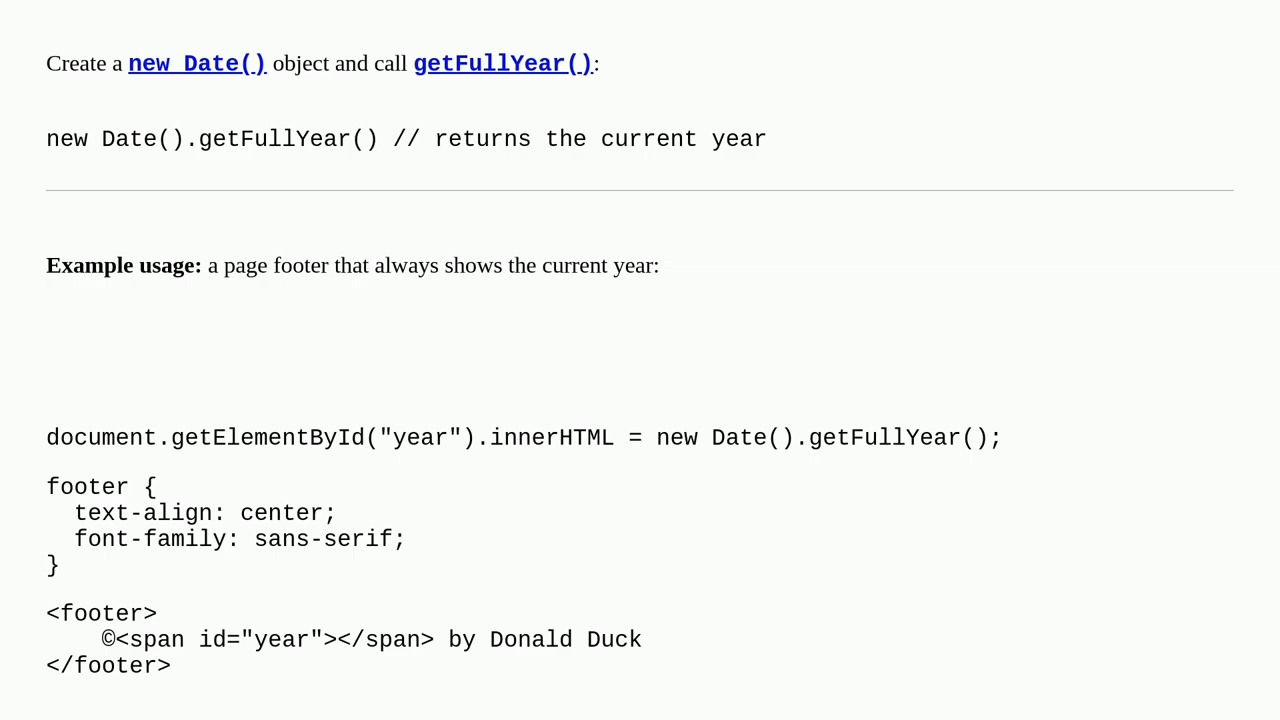 Create a new Date() object and call getFullYear():
new Date().getFullYear() // returns the current year
Example usage: a page footer that always shows the current year:
document.getElementById("year").innerHTML = new Date().getFullYear();
footer {
  text-align: center;
  font-family: sans-serif;
}
<footer>
    ©<span id="year"></span> by Donald Duck
</footer>